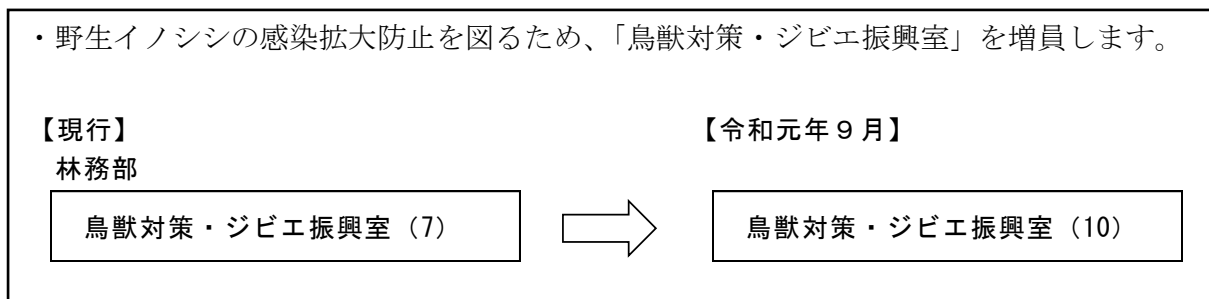 ・野生イノシシの感染拡大防止を図るため、「鳥獣対策・ジビエ振興室」を増員します。
【現行】
【令和元年９月】
林務部
鳥獣対策・ジビエ振興室（7）
鳥獣対策・ジビエ振興室（10）